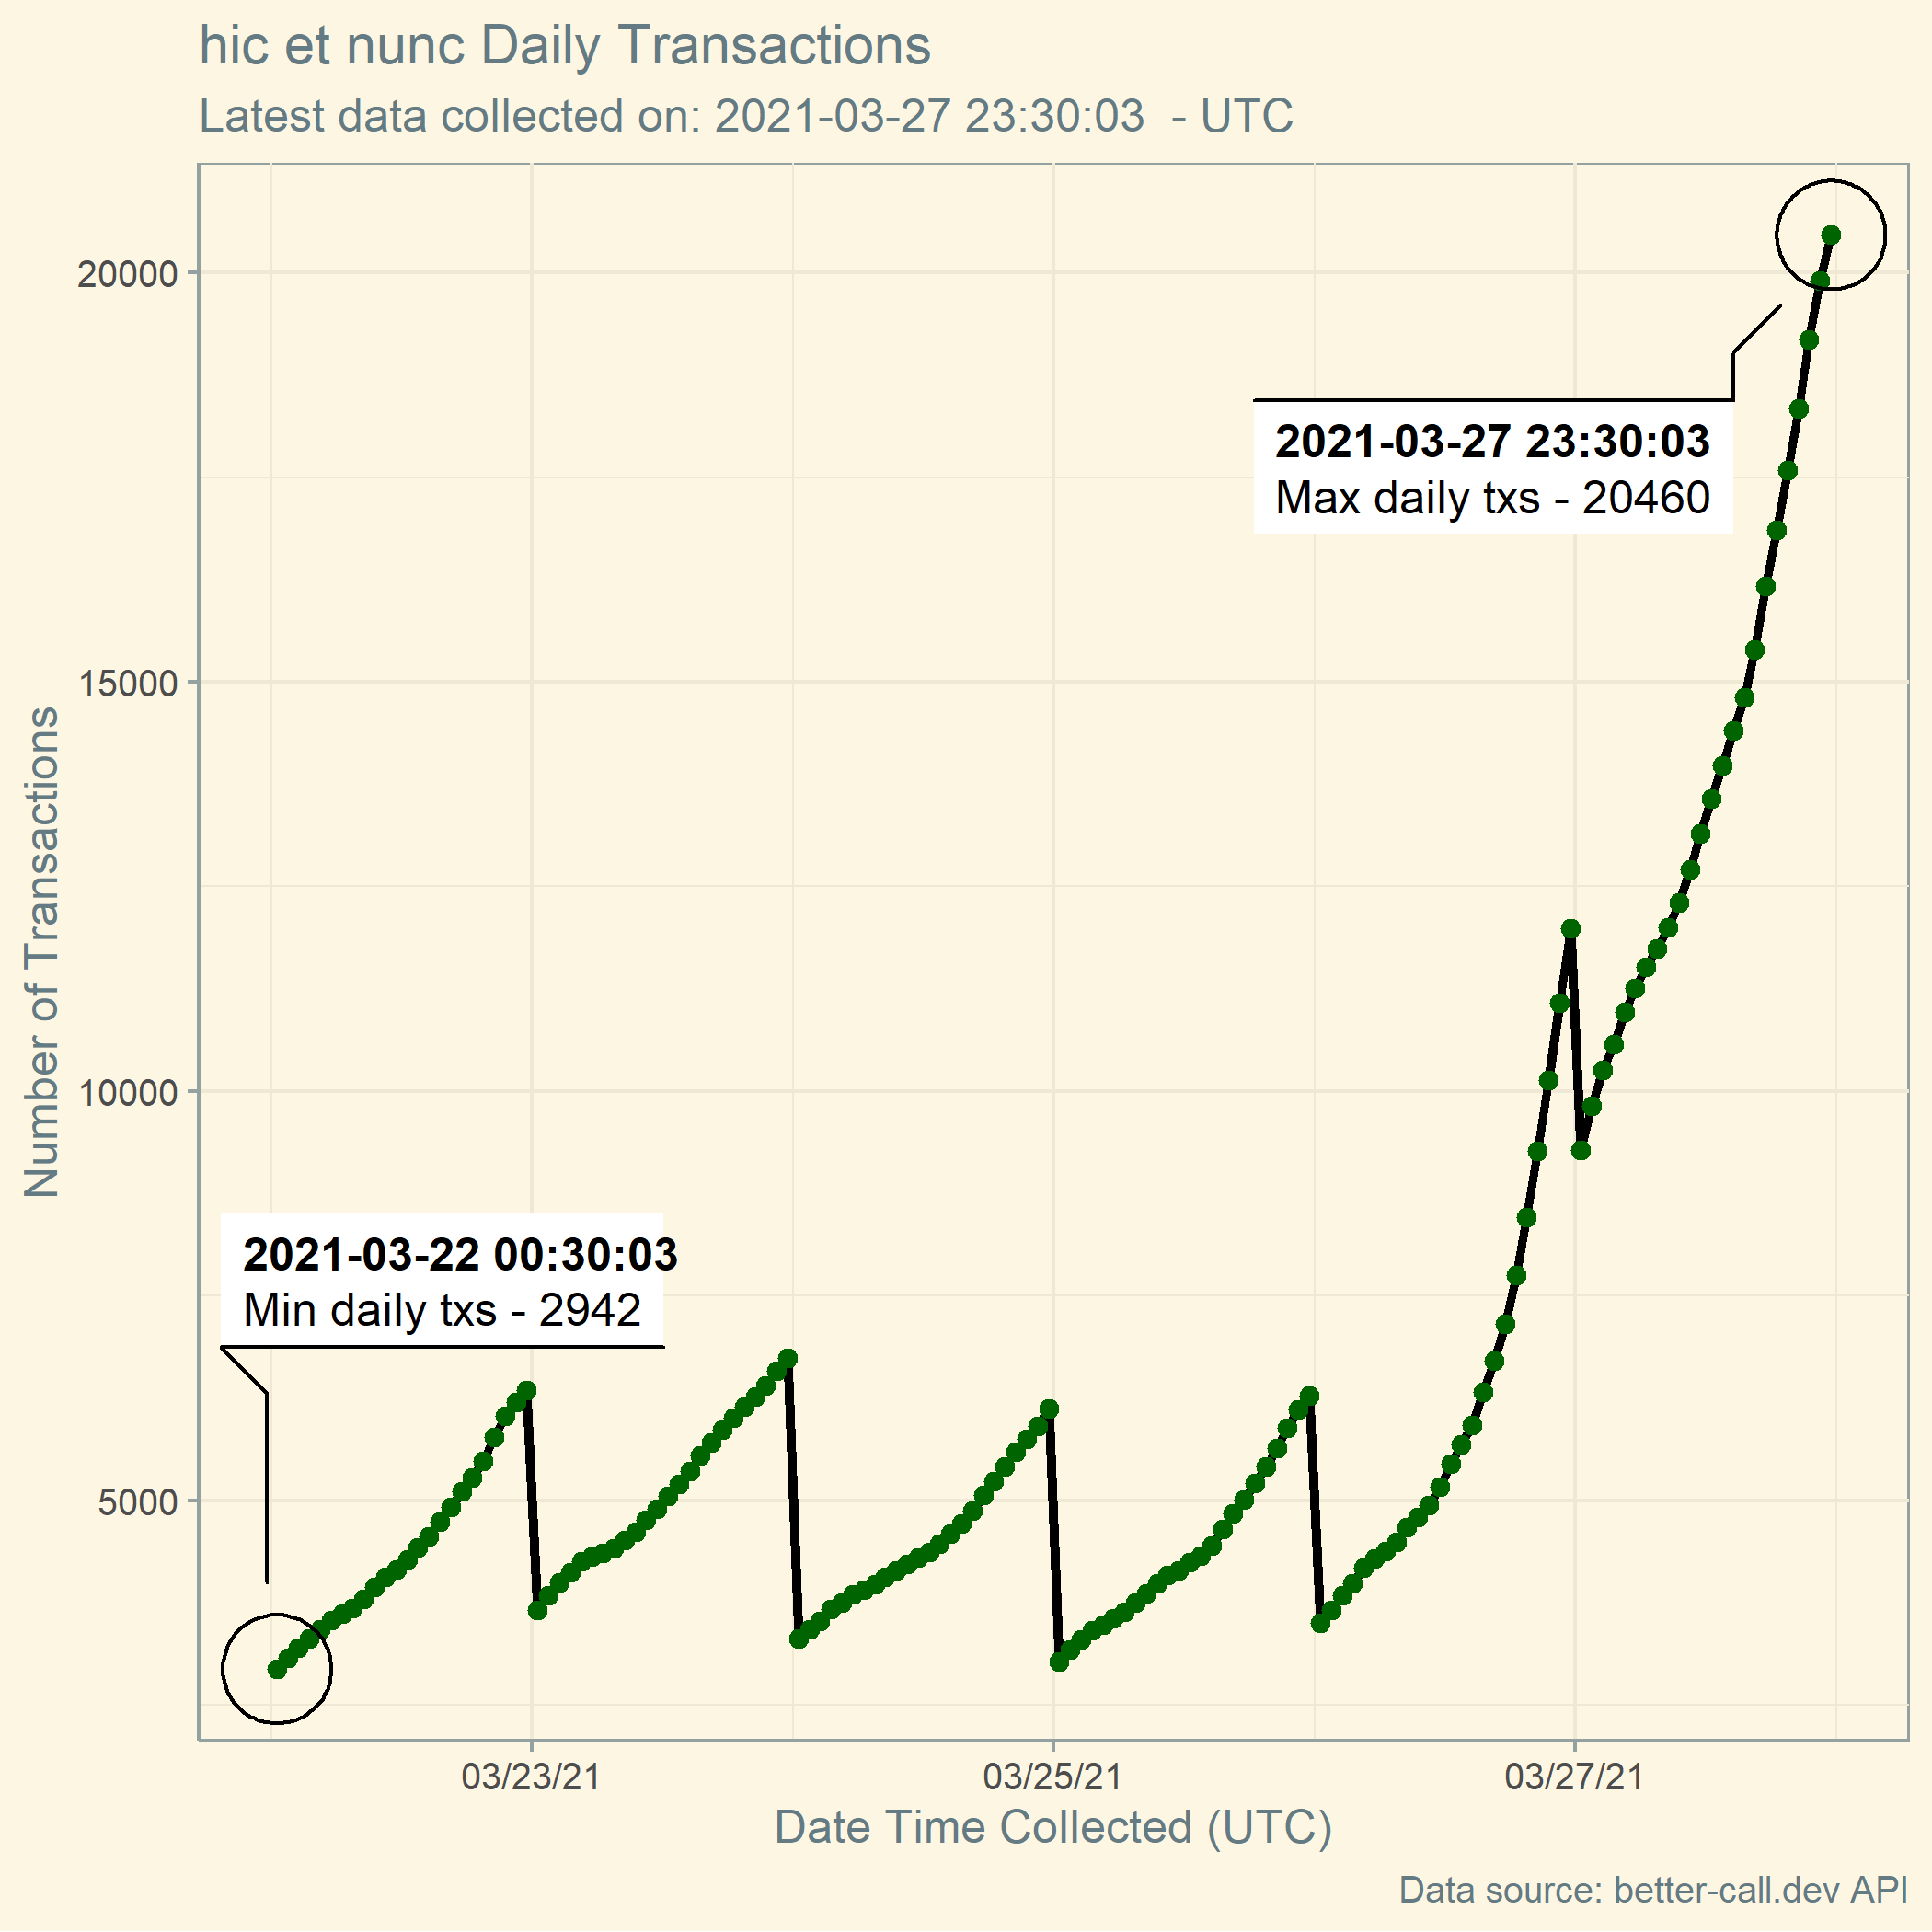 hic et nunc Daily Transactions
Latest data collected on: 2021-03-27 23:30:03  - UTC
Number of Transactions
20000
15000
10000
5000
2021-03-27 23:30:03
Max daily txs - 20460
2021-03-22 00:30:03
Min daily txs - 2942
03/23/21
03/25/21
03/27/21
Date Time Collected (UTC)
Data source: better-call.dev API